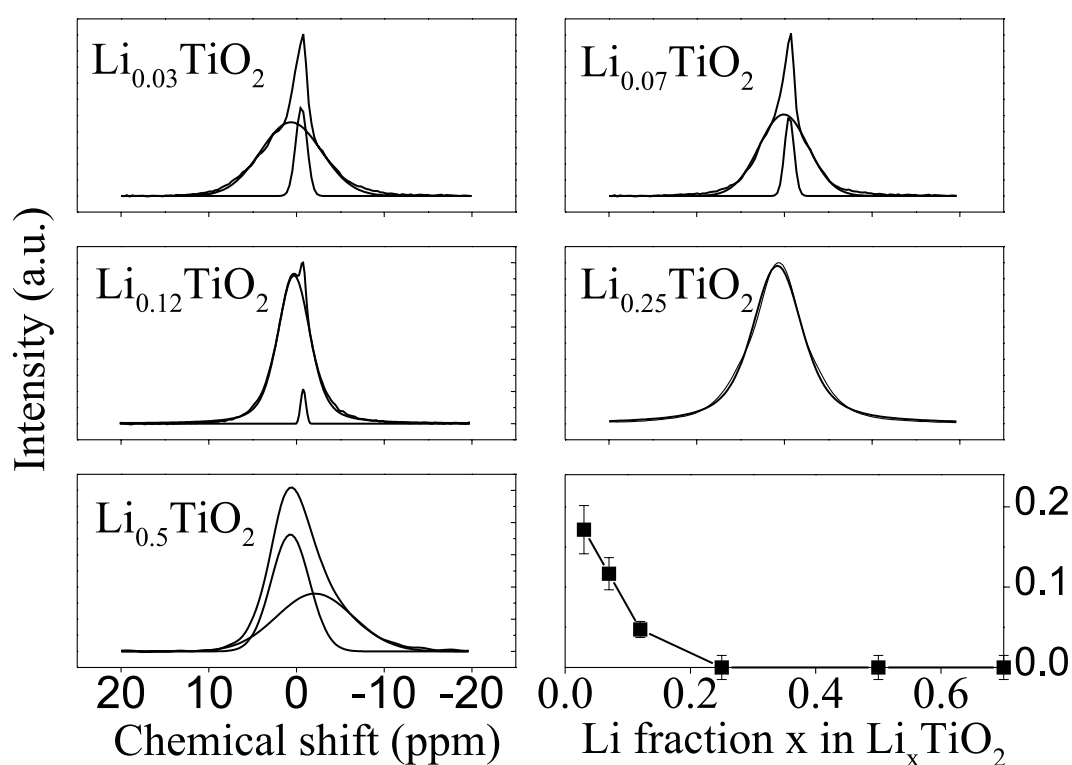 Li0.03TiO2
Li0.07TiO2
Li0.12TiO2
Li0.25TiO2
Li0.5TiO2
Intensity (a.u.)
0.2
0.1
0.0
20 10 0 -10 -20
0.0 0.2 0.4 0.6
Chemical shift (ppm)
Li fraction x in LixTiO2